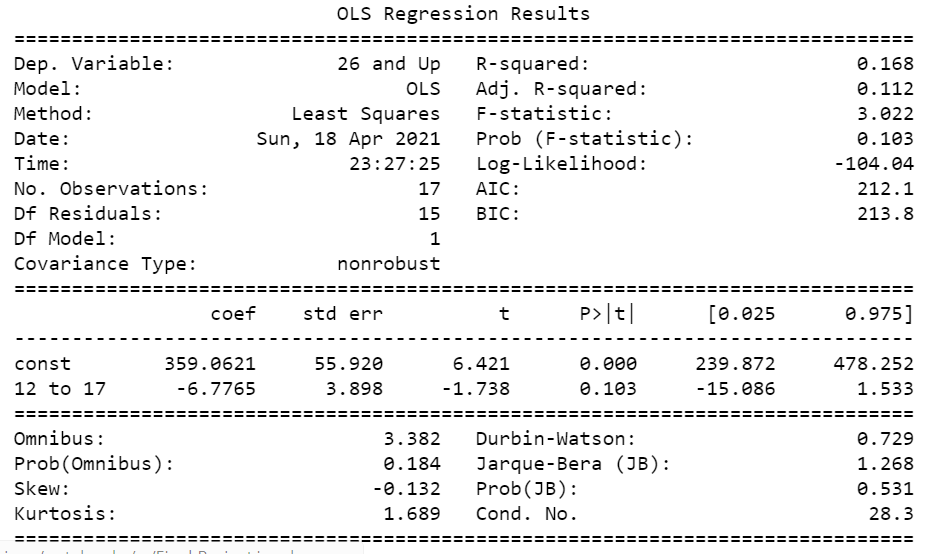 OLS Regression Results
==============================================================================
Dep. Variable: 26 and Up R-squared: 0.168
Model: OLS Adj. R-squared: 0.112
Method: Least Squares F-statistic: 3.022
Date: Sun, 18 Apr 2021 Prob (F-statistic): 0.103
Time: 23:27:25 Log-Likelihood: -104.04
No. Observations: 17 AIC: 212.1
Df Residuals: 15 BIC: 213.8
Df Model: 1
Covariance Type: nonrobust
==============================================================================
coef std err t P>|t| [0.025 0.975]
------------------------------------------------------------------------------
const 359.0621 55.920 6.421 0.000 239.872 478.252
12 to 17 -6.7765 3.898 -1.738 0.103 -15.086 1.533
==============================================================================
Omnibus: 3.382 Durbin-Watson: 0.729
Prob(Omnibus): 0.184 Jarque-Bera (JB): 1.268
Skew: -0.132 Prob(JB): 0.531
Kurtosis: 1.689 Cond. No. 28.3
==============================================================================